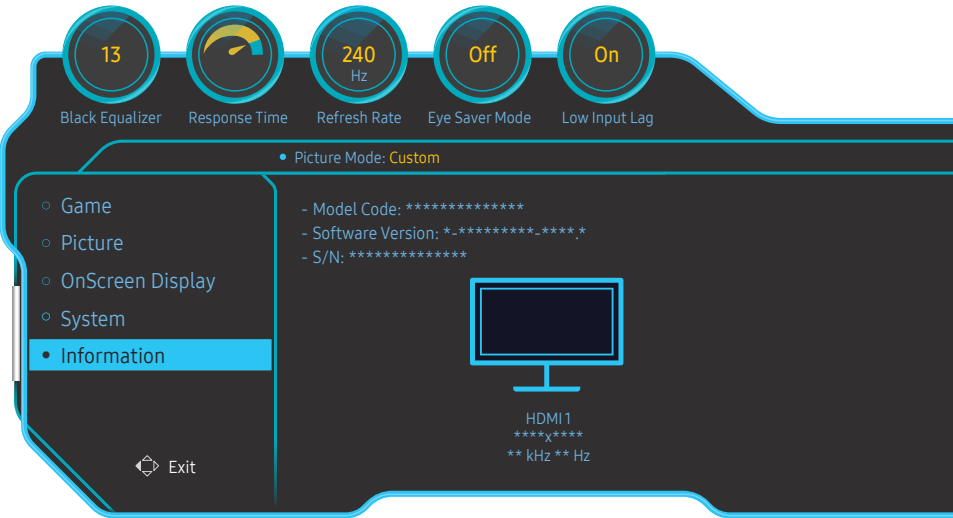 13
240
Hz
Off
On
Black Equalizer
Response Time
Refresh Rate
Eye Saver Mode
Low Input Lag
Picture Mode: Custom
Game
Picture
OnScreen Display
System
Information
Exit
- Model Code: **************
- Software Version: *-*********-****.*
- S/N: **************
HDMI 1
****x****
** kHz ** Hz